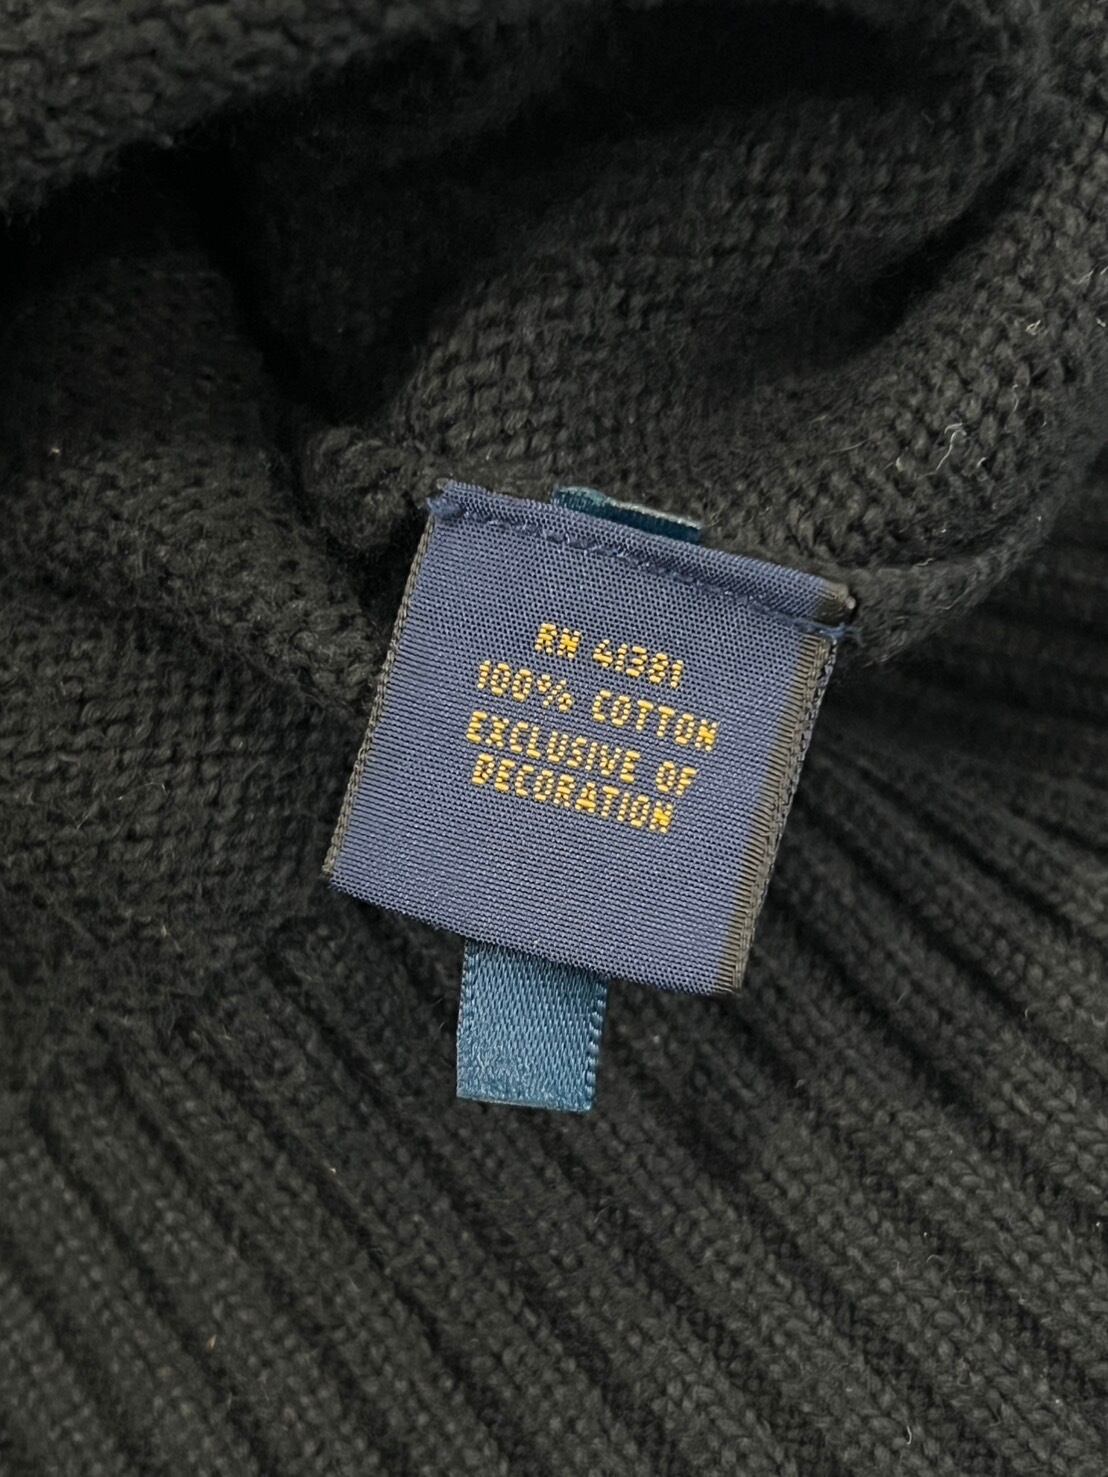 RN 41381
100% COTTON
EXCLUSIVE OF
DECORATION